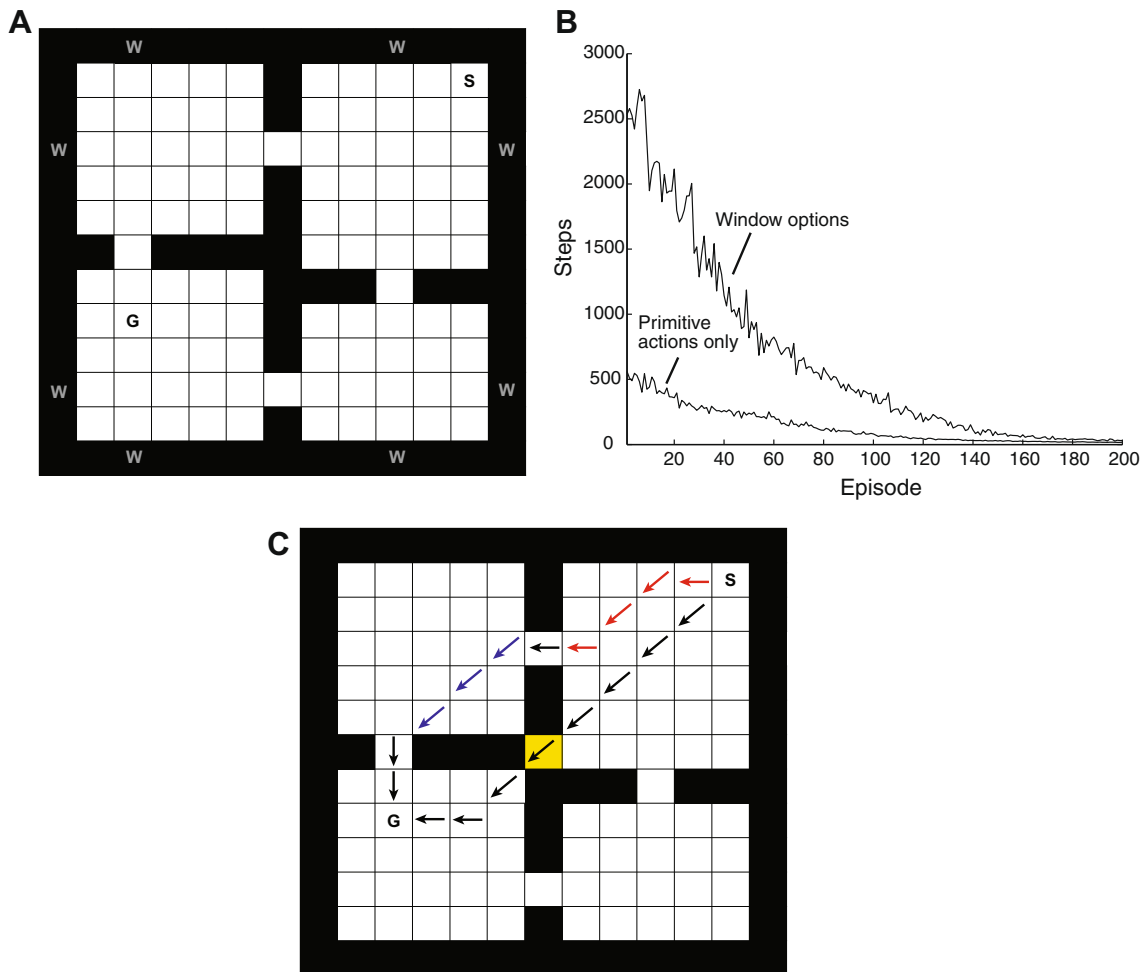 A
W W
S
W W
G
W W
W W
B
3000
2500
2000
1500
1000
500
0
Steps
Window options
Primitive
actions only
20 40 60 80 100 120 140 160 180 200
Episode
C
S
G